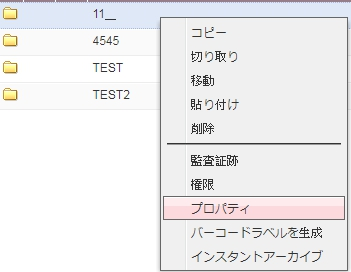 11__
4545
TEST
TEST2
コピー
切り取り
移動
貼り付け
削除
監査証跡
権限
プロパティ
バーコードラベルを生成
インスタントアーカイブ